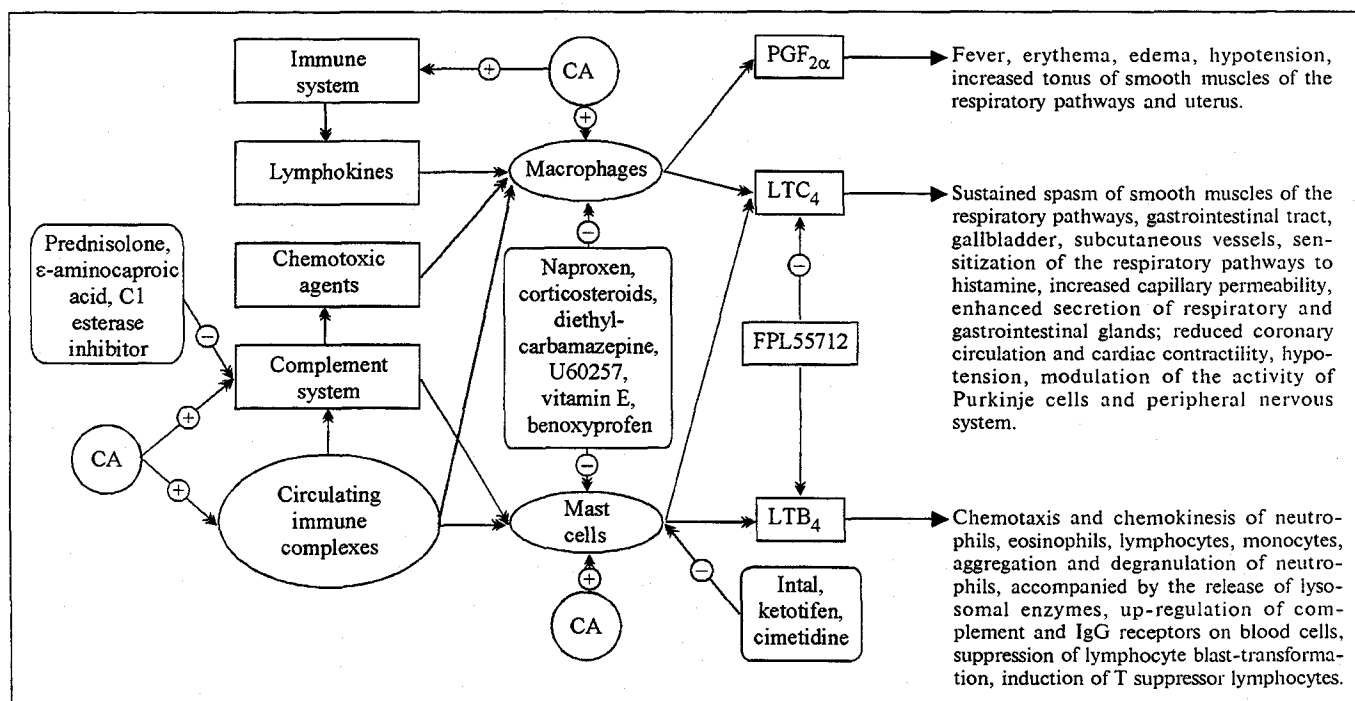 Immune
system
+
CA
+
PGF2α
Fever, erythema, edema, hypotension,
increased tonus of smooth muscles of the
respiratory pathways and uterus.
Lymphokines
Macrophages
LTC4
Sustained spasm of smooth muscles of the
respiratory pathways, gastrointestinal tract,
gallbladder, subcutaneous vessels, sen-
sitization of the respiratory pathways to
histamine, increased capillary permeability,
enhanced secretion of respiratory and
gastrointestinal glands; reduced coronary
circulation and cardiac contractility, hypo-
tension, modulation of the activity of
Purkinje cells and peripheral nervous
system.
Prednisolone,
ε-aminocaproic
acid, C1
esterase
inhibitor
−
Chemotoxic
agents
−
Naproxen,
corticosteroids,
diethyl-
carbamazepine,
U60257,
vitamin E,
benoxyprofen
−
−
FPL55712
Complement
system
+
CA
+
Circulating
immune
complexes
Mast
cells
+
CA
LTB4
−
Intal,
ketotifen,
cimetidine
Chemotaxis and chemokinesis of neutro-
phils, eosinophils, lymphocytes, monocytes,
aggregation and degranulation of neutro-
phils, accompanied by the release of lyso-
somal enzymes, up-regulation of com-
plement and IgG receptors on blood cells,
suppression of lymphocyte blast-transforma-
tion, induction of T suppressor lymphocytes.